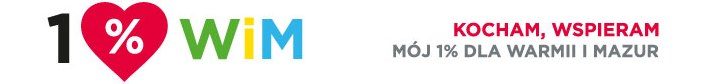 1 % WiM
KOCHAM, WSPIERAM
MÓJ 1% DLA WARMII I MAZUR